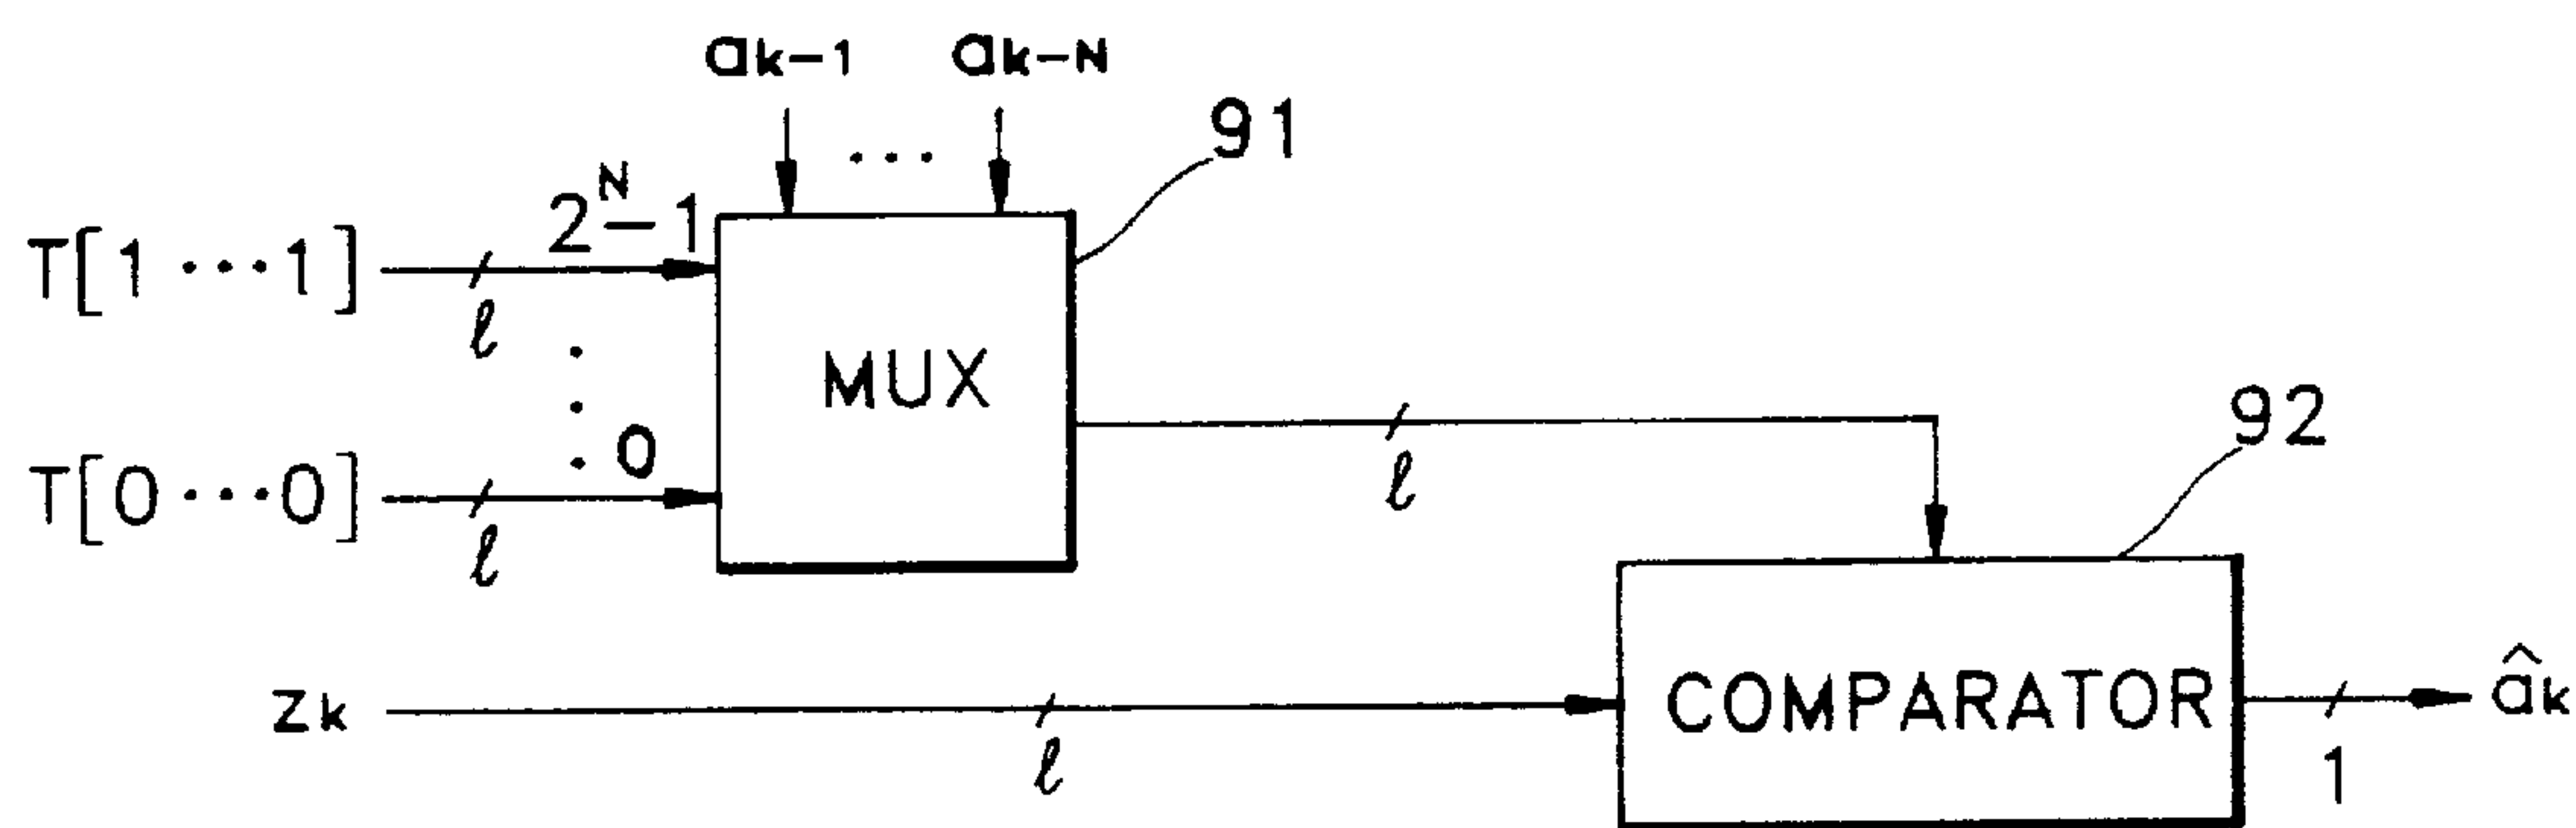 ak-1 ... ak-N
91
T[1 ... 1]
ℓ
2^N-1
MUX
T[0 ... 0]
ℓ
0
ℓ
92
zk
ℓ
COMPARATOR
1
âk